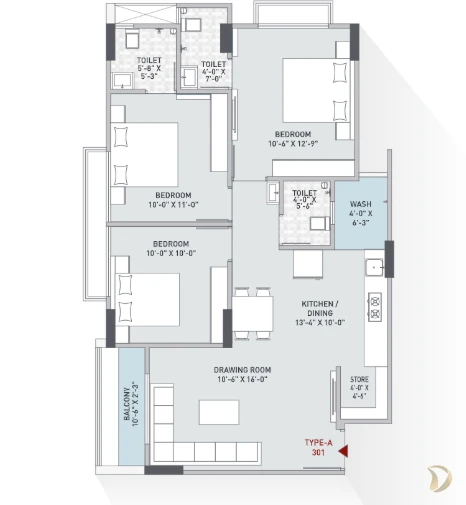 TOILET
5'-8" X
5'-3"
TOILET
4'-0" X
7'-0"
BEDROOM
10'-6" X 12'-9"
BEDROOM
10'-0" X 11'-0"
TOILET
4'-0" X
5'-6"
WASH
4'-0" X
6'-3"
BEDROOM
10'-0" X 10'-0"
KITCHEN /
DINING
13'-4" X 10'-0"
DRAWING ROOM
10'-6" X 16'-0"
BALCONY
10'-6" X 2'-3"
STORE
4'-0" X
4'-6"
TYPE-A
301